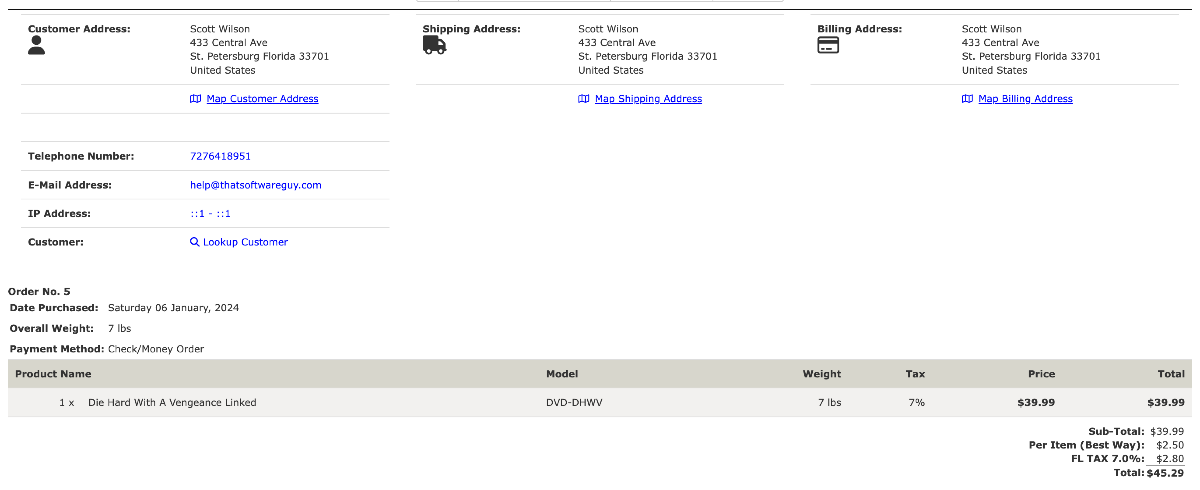 Customer Address:
Scott Wilson
433 Central Ave
St. Petersburg Florida 33701
United States
Map Customer Address
Shipping Address:
Scott Wilson
433 Central Ave
St. Petersburg Florida 33701
United States
Map Shipping Address
Billing Address:
Scott Wilson
433 Central Ave
St. Petersburg Florida 33701
United States
Map Billing Address
Telephone Number: 7276418951
E-Mail Address: help@thatsoftwareguy.com
IP Address: ::1 - ::1
Customer: Lookup Customer
Order No. 5
Date Purchased: Saturday 06 January, 2024
Overall Weight: 7 lbs
Payment Method: Check/Money Order
Product Name Model Weight Tax Price Total
1 x Die Hard With A Vengeance Linked DVD-DHWV 7 lbs 7% $39.99 $39.99
Sub-Total: $39.99
Per Item (Best Way): $2.50
FL TAX 7.0%: $2.80
Total: $45.29